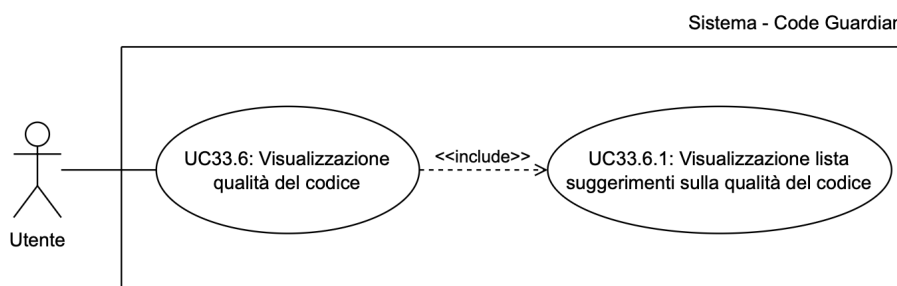 Sistema - Code Guardian
UC33.6: Visualizzazione
qualità del codice
<<include>>
UC33.6.1: Visualizzazione lista
suggerimenti sulla qualità del codice
Utente